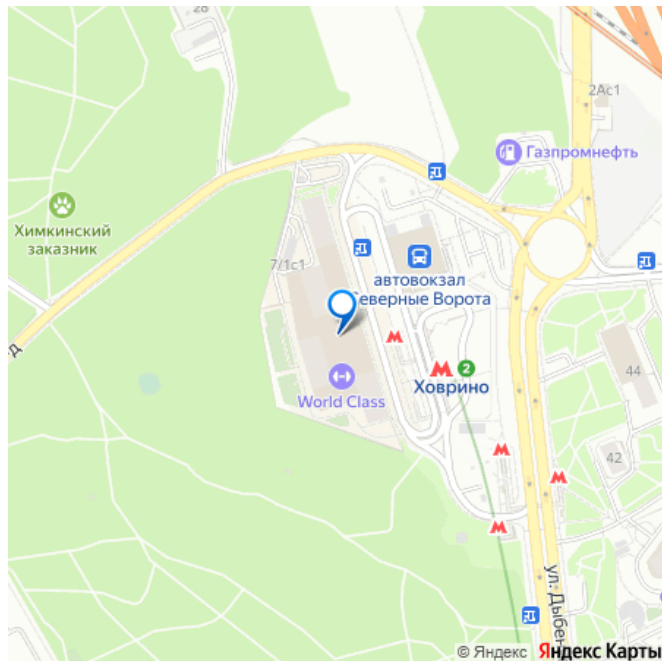 28
2Ас1
Газпромнефть
Химкинский
заказник
7/1с1
автовокзал
Северные Ворота
М
М
2
Ховрино
44
World Class
М
42
М
М
ул. Дыбен
© Яндекс Яндекс Карты